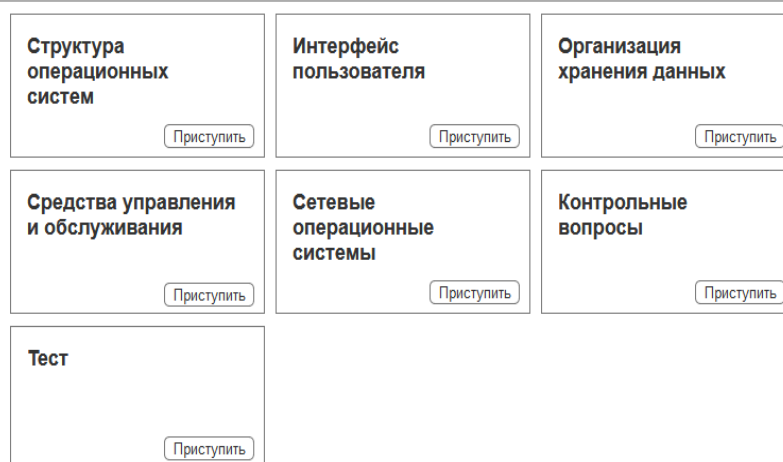 Структура
операционных
систем
Приступить
Интерфейс
пользователя
Приступить
Организация
хранения данных
Приступить
Средства управления
и обслуживания
Приступить
Сетевые
операционные
системы
Приступить
Контрольные
вопросы
Приступить
Тест
Приступить